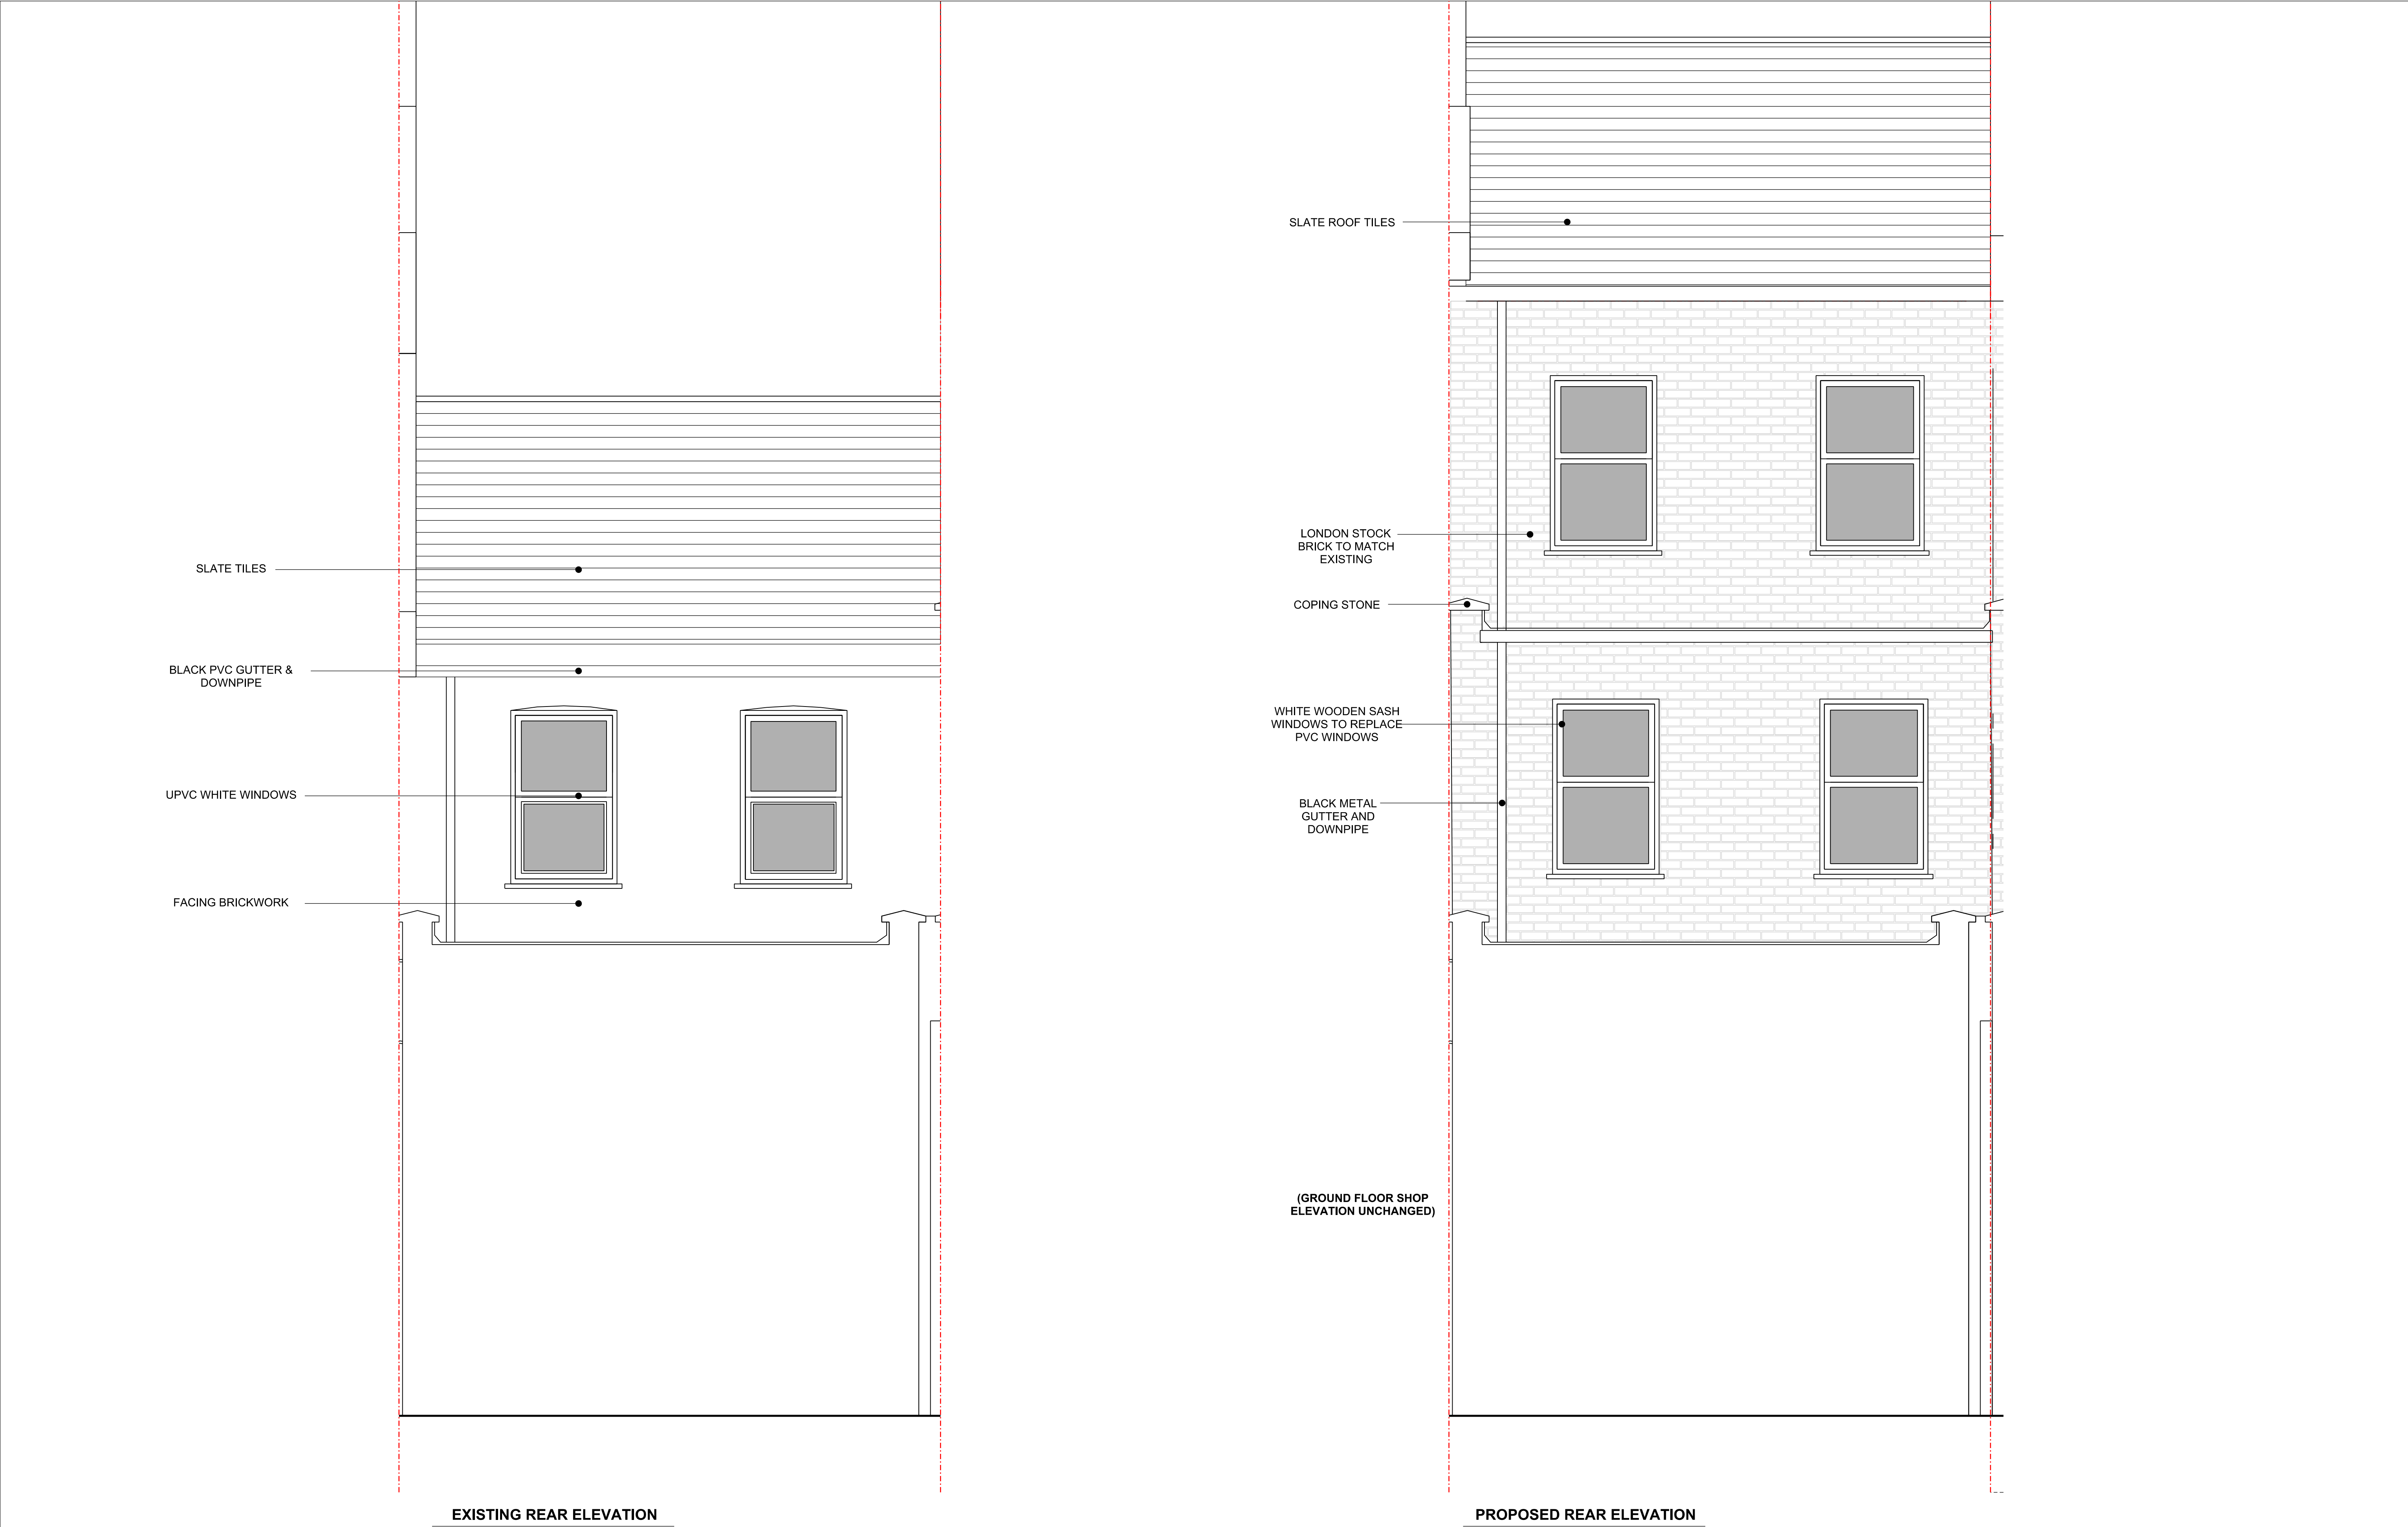 SLATE TILES
BLACK PVC GUTTER &
DOWNPIPE
UPVC WHITE WINDOWS
FACING BRICKWORK
EXISTING REAR ELEVATION
SLATE ROOF TILES
LONDON STOCK
BRICK TO MATCH
EXISTING
COPING STONE
WHITE WOODEN SASH
WINDOWS TO REPLACE
PVC WINDOWS
BLACK METAL
GUTTER AND
DOWNPIPE
(GROUND FLOOR SHOP
ELEVATION UNCHANGED)
PROPOSED REAR ELEVATION